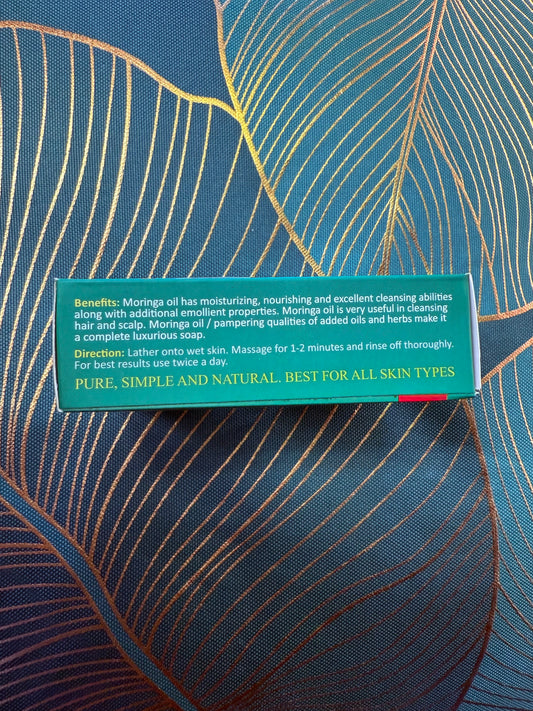 Benefits: Moringa oil has moisturizing, nourishing and excellent cleansing abilities
along with additional emollient properties. Moringa oil is very useful in cleansing
hair and scalp. Moringa oil / pampering qualities of added oils and herbs make it
a complete luxurious soap.
Direction: Lather onto wet skin. Massage for 1-2 minutes and rinse off thoroughly.
For best results use twice a day.
PURE, SIMPLE AND NATURAL. BEST FOR ALL SKIN TYPES